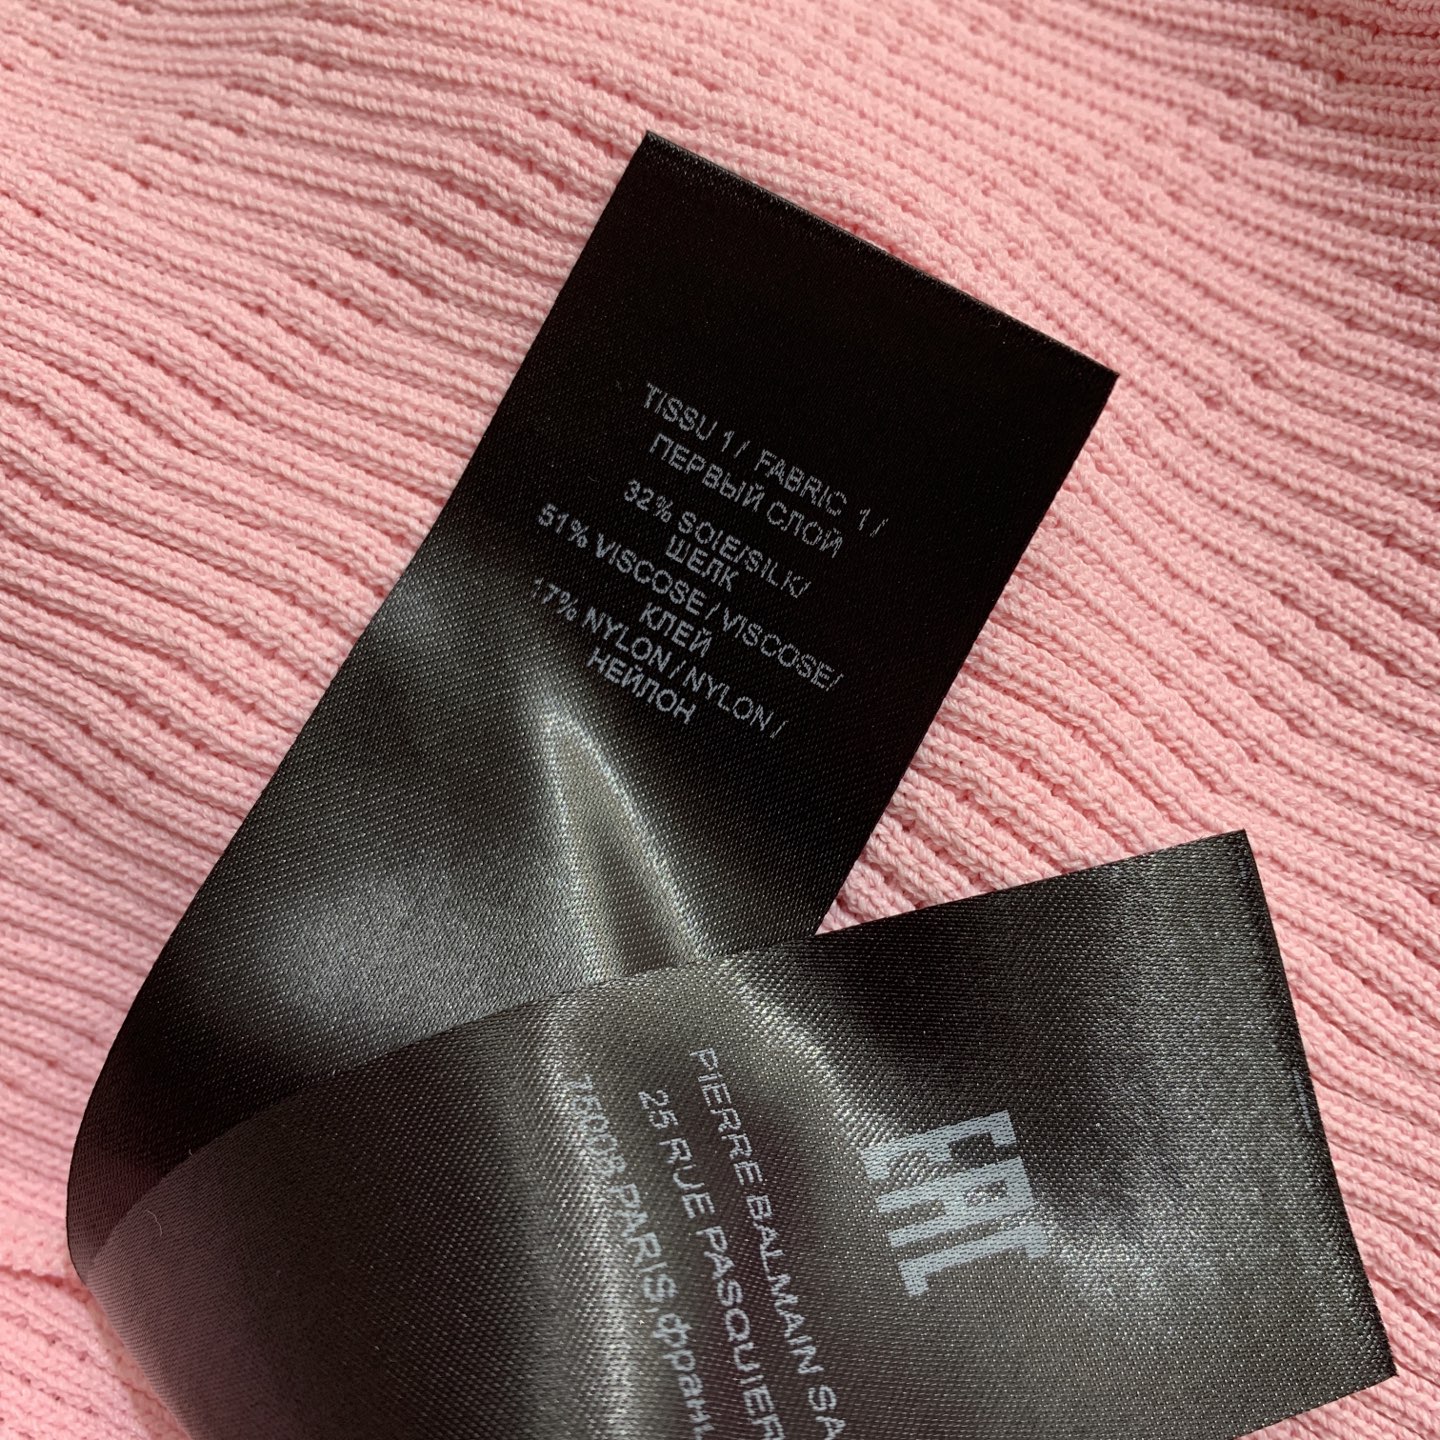 TISSU 1 / FABRIC 1 /
ПЕРВЫЙ СЛОЙ
32% SOIE/SILK/
ШЕЛК
51% VISCOSE / VISCOSE/
КЛЕЙ
17% NYLON / NYLON /
НЕЙЛОН
EAC
PIERRE BALMAIN SA
25 RUE PASQUIER
75008 PARIS, фран